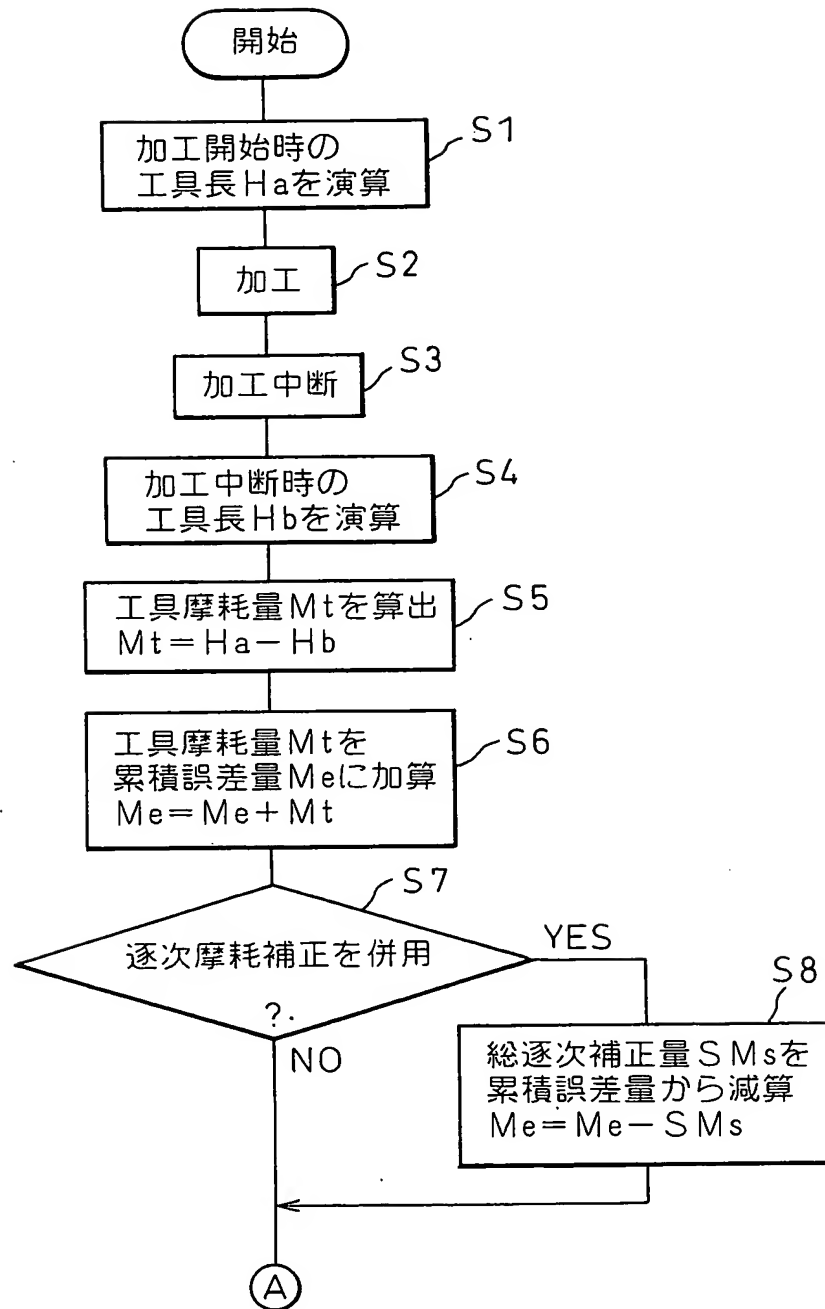 開始
S1
加工開始時の
工具長Haを演算
S2
加工
S3
加工中断
S4
加工中断時の
工具長Hbを演算
S5
工具摩耗量Mtを算出
Mt=Ha−Hb
S6
工具摩耗量Mtを
累積誤差量Meに加算
Me=Me+Mt
S7
逐次摩耗補正を併用
?
YES
NO
S8
総逐次補正量SMsを
累積誤差量から減算
Me=Me−SMs
A